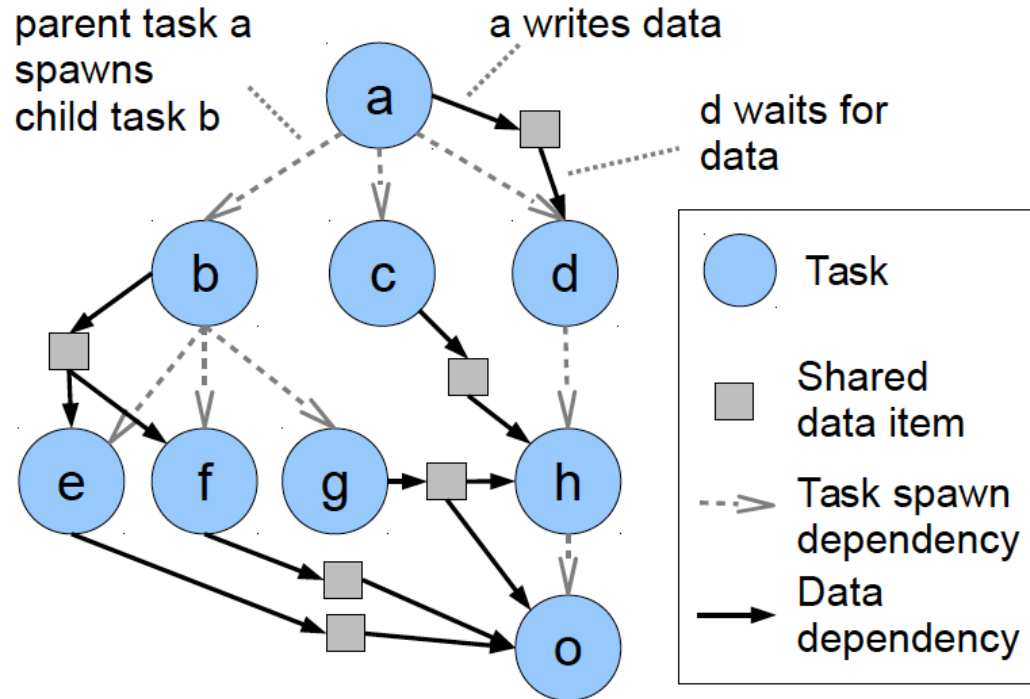 parent task a
spawns
child task b
a writes data
d waits for
data
a
b
c
d
e
f
g
h
o
Task
Shared
data item
Task spawn
dependency
Data
dependency